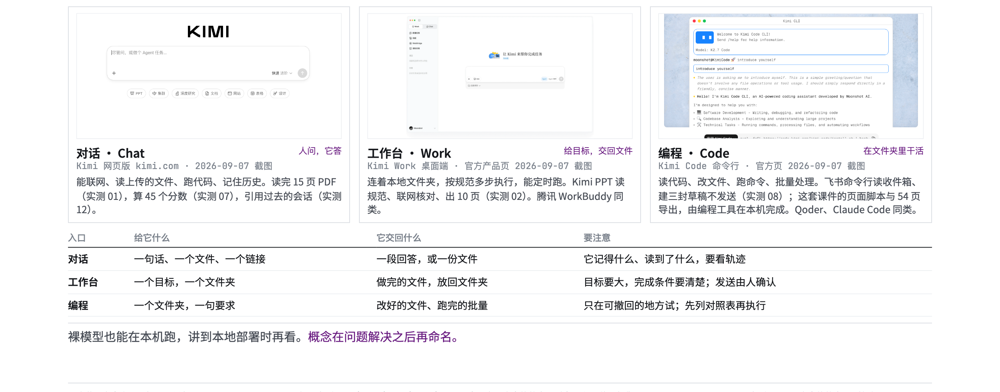 KIMI
尽管问，或做个 Agent 任务...
快速 进阶
PPT 集群 深度研究 文档 网站 表格 设计
对话 · Chat
人问，它答
Kimi 网页版 kimi.com · 2026-09-07 截图
能联网、读上传的文件、跑代码、记住历史。读完 15 页 PDF
（实测 01），算 45 个分数（实测 07），引用过去的会话（实测
12）。
Work Chat
新建任务
技能
WebBridge
定时任务
让 Kimi 来帮你完成任务
Ask
Agent
Moonshot
工作台 · Work
给目标，交回文件
Kimi Work 桌面端 · 官方产品页 2026-09-07 截图
连着本地文件夹，按规范多步执行，能定时跑。Kimi PPT 读
规范、联网核对、出 10 页（实测 02）。腾讯 WorkBuddy 同
类。
Kimi CLI
Welcome to Kimi Code CLI!
Send /help for help information.
Model: K2.7 Code
moonshot@KimiCode🚀 introduce yourself
introduce yourself
The user is asking me to introduce myself. This is a simple greeting/question that
doesn't involve any file operations or tool usage. I should simply respond directly in a
friendly, concise manner.
Hello! I'm Kimi Code CLI, an AI-powered coding assistant developed by Moonshot AI.
I'm designed to help you with:
Software Development - Writing, debugging, and refactoring code
Codebase Analysis - Exploring and understanding large projects
Technical Tasks - Running commands, processing files, and automating workflows
编程 · Code
在文件夹里干活
Kimi Code 命令行 · 官方页 2026-09-07 截图
读代码、改文件、跑命令、批量处理。飞书命令行读收件箱、
建三封草稿不发送（实测 08）；这套课件的页面脚本与 54 页
导出，由编程工具在本机完成。Qoder、Claude Code 同类。
入口 给它什么 它交回什么 要注意
对话 一句话、一个文件、一个链接 一段回答，或一份文件 它记得什么、读到了什么，要看轨迹
工作台 一个目标，一个文件夹 做完的文件，放回文件夹 目标要大，完成条件要清楚；发送由人确认
编程 一个文件夹，一句要求 改好的文件、跑完的批量 只在可撤回的地方试；先列对照表再执行
裸模型也能在本机跑，讲到本地部署时再看。概念在问题解决之后再命名。